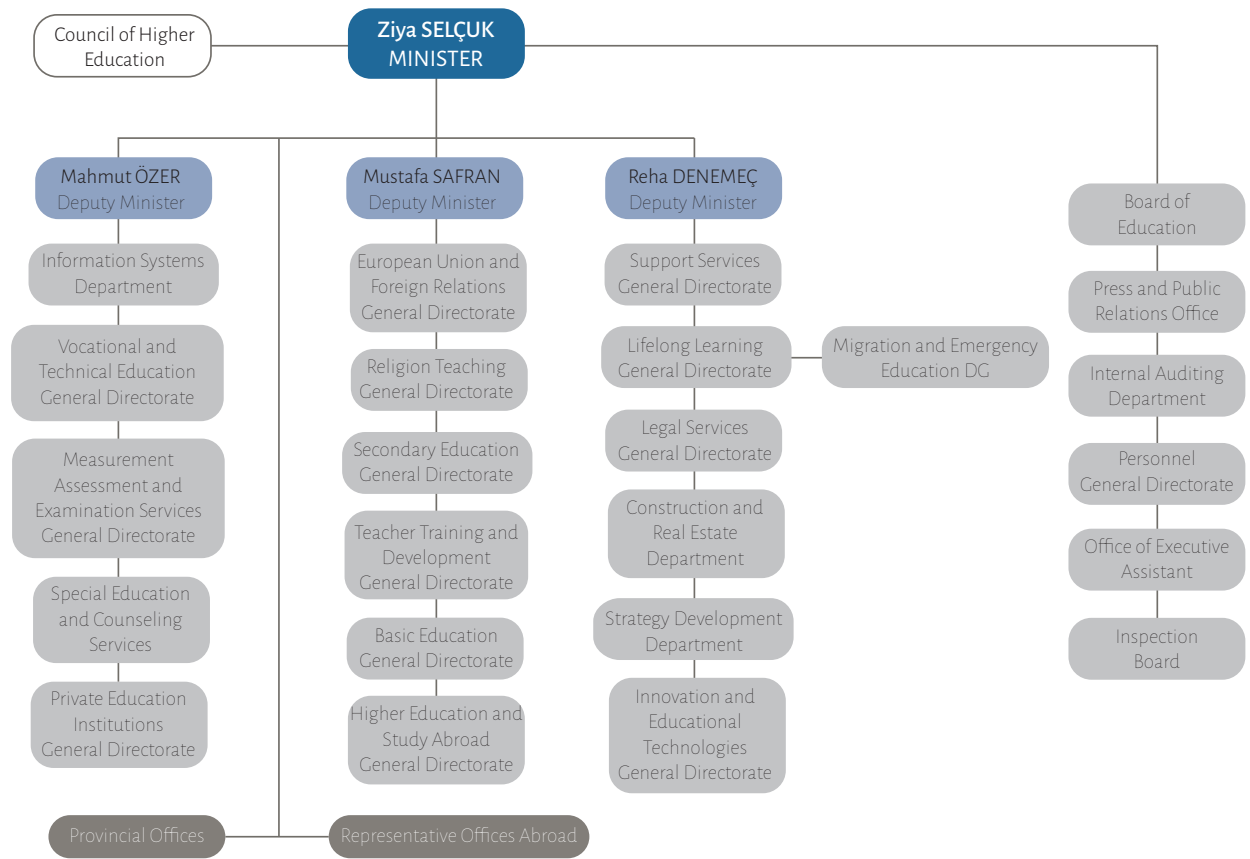 Council of Higher
Education
Ziya SELÇUK
MINISTER
Mahmut ÖZER
Deputy Minister
Information Systems
Department
Vocational and
Technical Education
General Directorate
Measurement
Assessment and
Examination Services
General Directorate
Special Education
and Counseling
Services
Private Education
Institutions
General Directorate
Mustafa SAFRAN
Deputy Minister
European Union and
Foreign Relations
General Directorate
Religion Teaching
General Directorate
Secondary Education
General Directorate
Teacher Training and
Development
General Directorate
Basic Education
General Directorate
Higher Education and
Study Abroad
General Directorate
Reha DENEMEÇ
Deputy Minister
Support Services
General Directorate
Lifelong Learning
General Directorate
Migration and Emergency
Education DG
Legal Services
General Directorate
Construction and
Real Estate
Department
Strategy Development
Department
Innovation and
Educational
Technologies
General Directorate
Board of
Education
Press and Public
Relations Office
Internal Auditing
Department
Personnel
General Directorate
Office of Executive
Assistant
Inspection
Board
Provincial Offices
Representative Offices Abroad